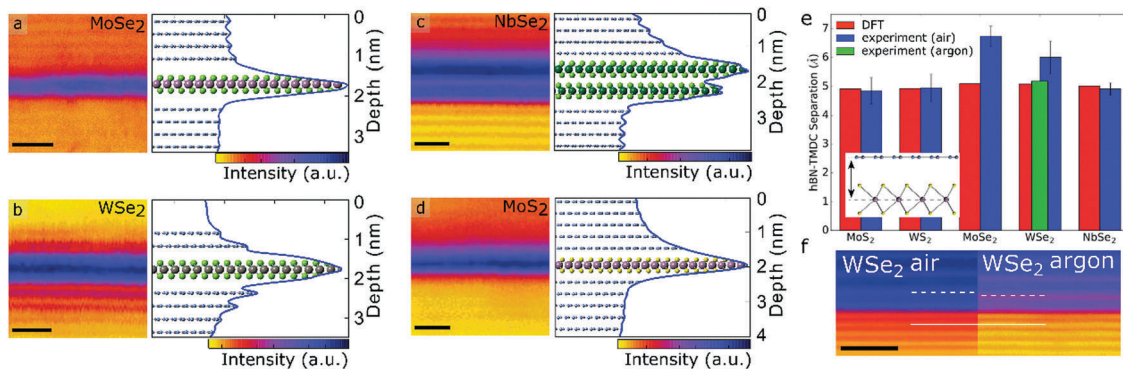 a MoSe2
0
1
2
3
Depth (nm)
Intensity (a.u.)
b WSe2
0
1
2
3
Depth (nm)
Intensity (a.u.)
c NbSe2
0
1
2
3
Depth (nm)
Intensity (a.u.)
d MoS2
0
1
2
3
4
Depth (nm)
Intensity (a.u.)
e
DFT
experiment (air)
experiment (argon)
hBN-TMDC Separation (Å)
7
6
5
4
3
2
1
0
MoS2 WS2 MoSe2 WSe2 NbSe2
f
WSe2 air WSe2 argon